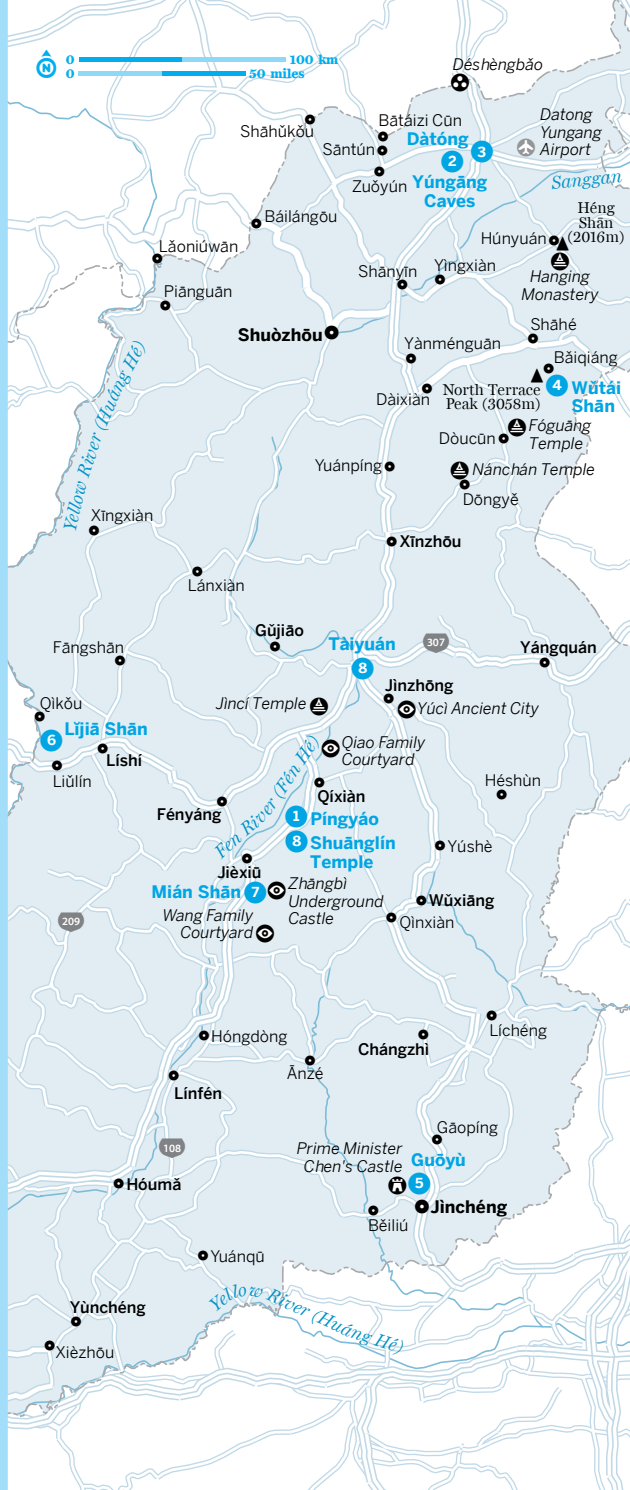 N
0 100 km
0 50 miles
Déshèngbǎo
Shāhǔkǒu
Bātáizi Cūn
Sāntún
Zuǒyún
Dàtóng
3
2
Yúngāng
Caves
Datong
Yungang
Airport
Sanggan
Báilángōu
Lǎoniúwān
Piānguān
Shānyīn
Yìngxiàn
Húnyuán
Héng
Shān
(2016m)
Hanging
Monastery
Shuòzhōu
Shāhé
Yànménguān
Bǎiqiáng
Dàixiàn
North Terrace
Peak (3058m)
4
Wǔtái
Shān
Fóguāng
Temple
Dòucūn
Yuánpíng
Nánchán Temple
Dōngyě
Yellow River (Huáng Hé)
Xīngxiàn
Xīnzhōu
Lánxiàn
Gǔjiāo
Tàiyuán
8
307
Yángquán
Fāngshān
Jìnzhōng
Jìncí Temple
Yúcì Ancient City
Qìkǒu
6
Lǐjiā Shān
Líshí
Liǔlín
Qiao Family
Courtyard
Fen River (Fén Hé)
Qíxiàn
Héshùn
Fényáng
1
Píngyáo
8
Shuānglín
Temple
Yúshè
Jièxiū
Mián Shān
7
Zhāngbì
Underground
Castle
Wang Family
Courtyard
Wǔxiāng
Qìnxiàn
209
Líchéng
Hóngdòng
Chángzhì
Ānzé
Línfén
Gāopíng
108
Prime Minister
Chen's Castle
Guōyù
5
Hóumǎ
Jìnchéng
Běiliú
Yuánqū
Yellow River (Huáng Hé)
Yùnchéng
Xièzhōu